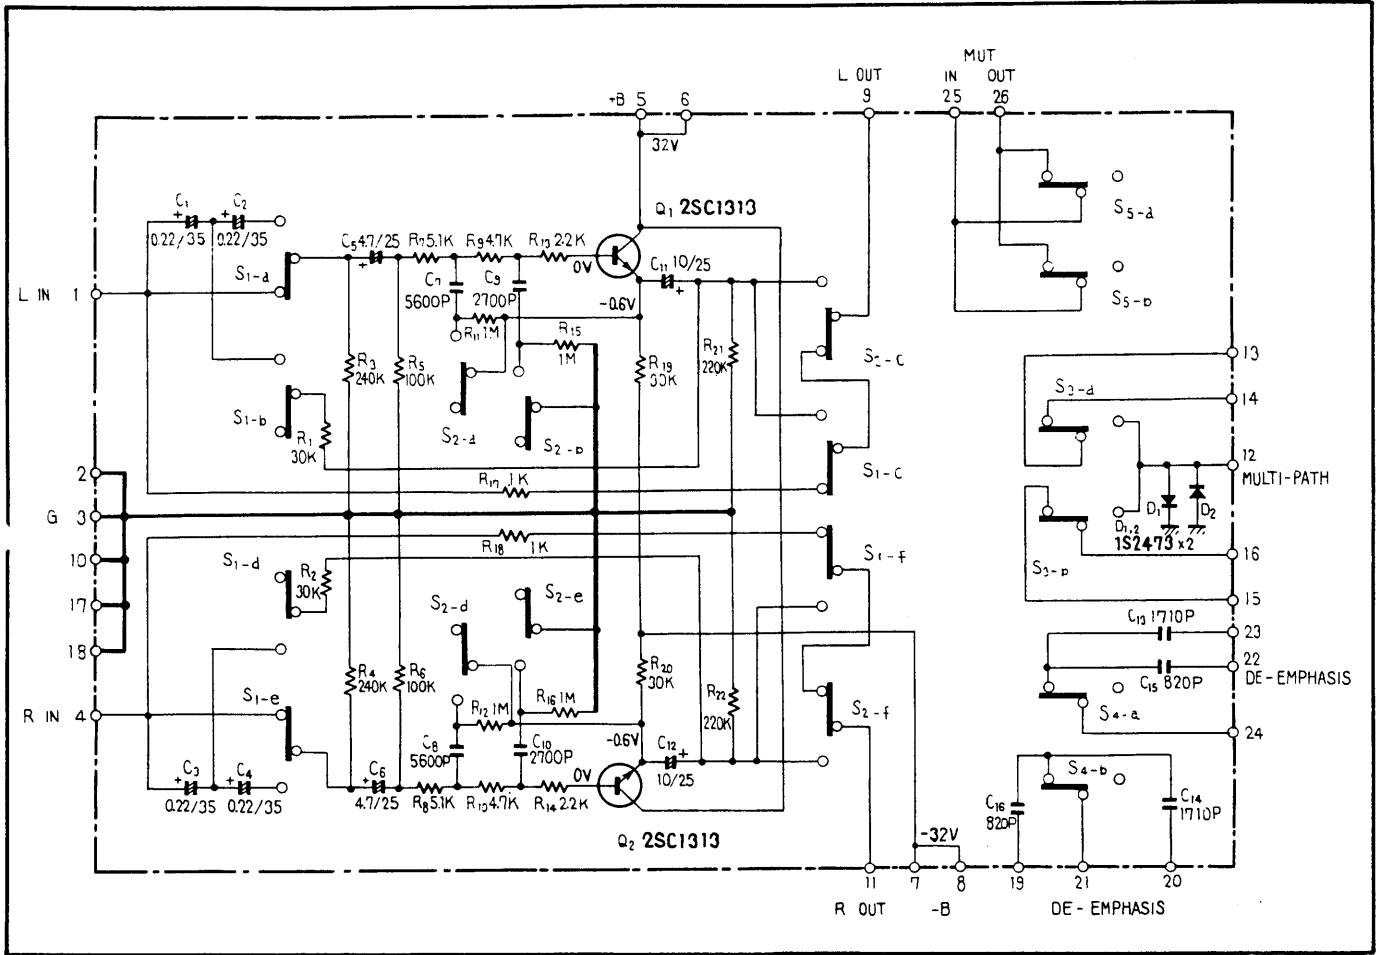 MUT
L OUT IN OUT
+B 5 6 9 25 26
32V
Q1 2SC1313
C1 C2
+ +
0.22/35 0.22/35
C5 4.7/25 R7 5.1K R9 4.7K R13 2.2K
+
0V
C11 10/25
+
S5-a
S1-a
C7 C9
5600P 2700P
-0.6V
S5-b
L IN 1
R11 1M R15
1M
R3
240K
R5
100K
R19
30K
R21
220K
13
S3-a
14
S1-b
R1
30K
S2-a
S2-b
S1-c
12
MULTI-PATH
2
R17 1K
D1 D2
G 3
D1,2
1S2473 x2
R18 1K
S1-f
16
10
S1-d
R2
30K
S2-d
S2-e
15
17
C13 1710P
23
18
22
DE-EMPHASIS
C15 820P
R4
240K
R6
100K
R20
30K
R22
220K
S1-e
R16 1M
R12 1M
S2-f
S4-a
R IN 4
24
C8
5600P
C10
2700P
-0.6V
C12
+
10/25
C3 C4
+ +
0.22/35 0.22/35
C6
+
4.7/25
R8 5.1K R10 4.7K R14 2.2K
0V
S4-b
C16
820P
C14
1710P
Q2 2SC1313
-32V
11 7 8 19 21 20
R OUT -B DE-EMPHASIS